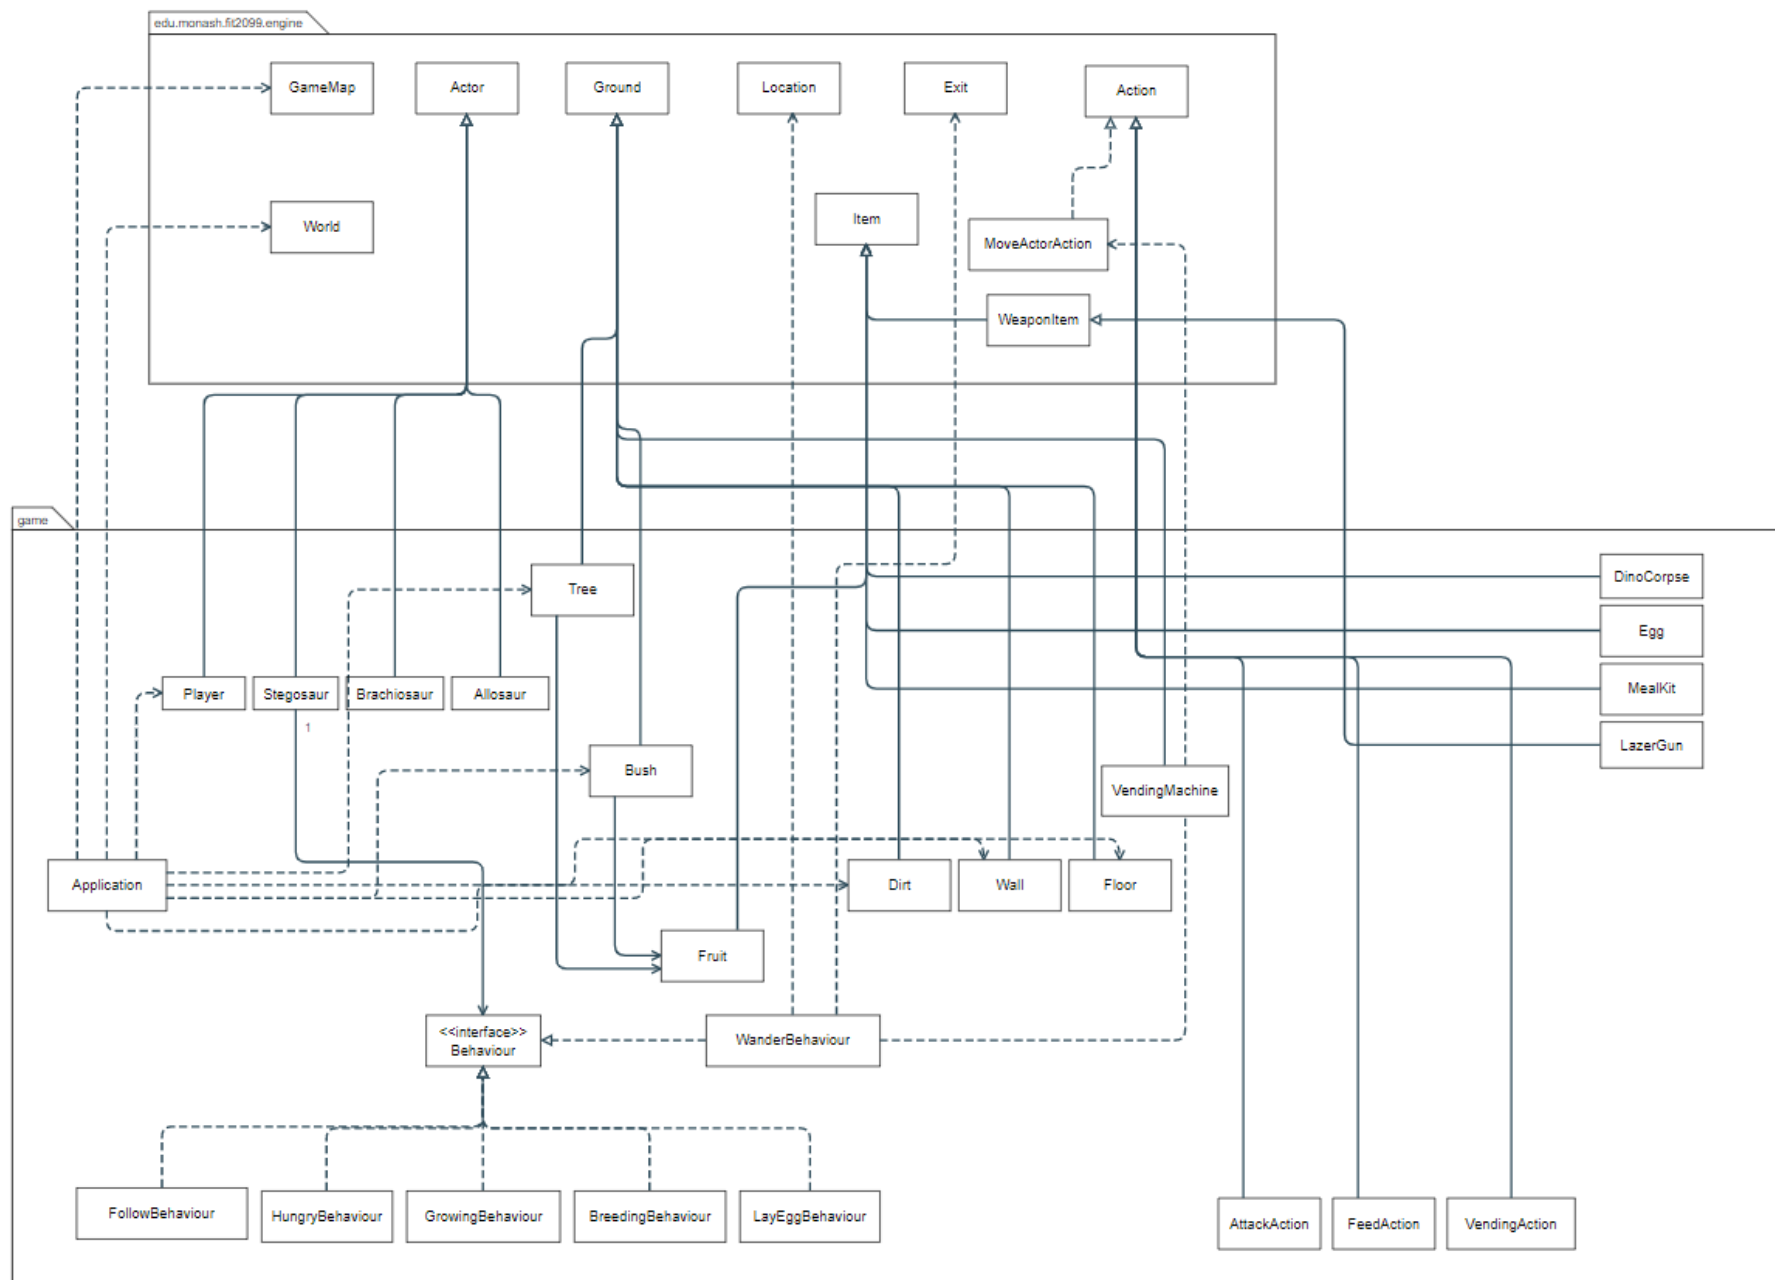 edu.monash.fit2099.engine
GameMap
Actor
Ground
Location
Exit
Action
World
Item
MoveActorAction
WeaponItem
game
Tree
DinoCorpse
Egg
Player
Stegosaur
Brachiosaur
Allosaur
MealKit
1
LazerGun
Bush
VendingMachine
Application
Dirt
Wall
Floor
Fruit
<<interface>>
Behaviour
WanderBehaviour
FollowBehaviour
HungryBehaviour
GrowingBehaviour
BreedingBehaviour
LayEggBehaviour
AttackAction
FeedAction
VendingAction